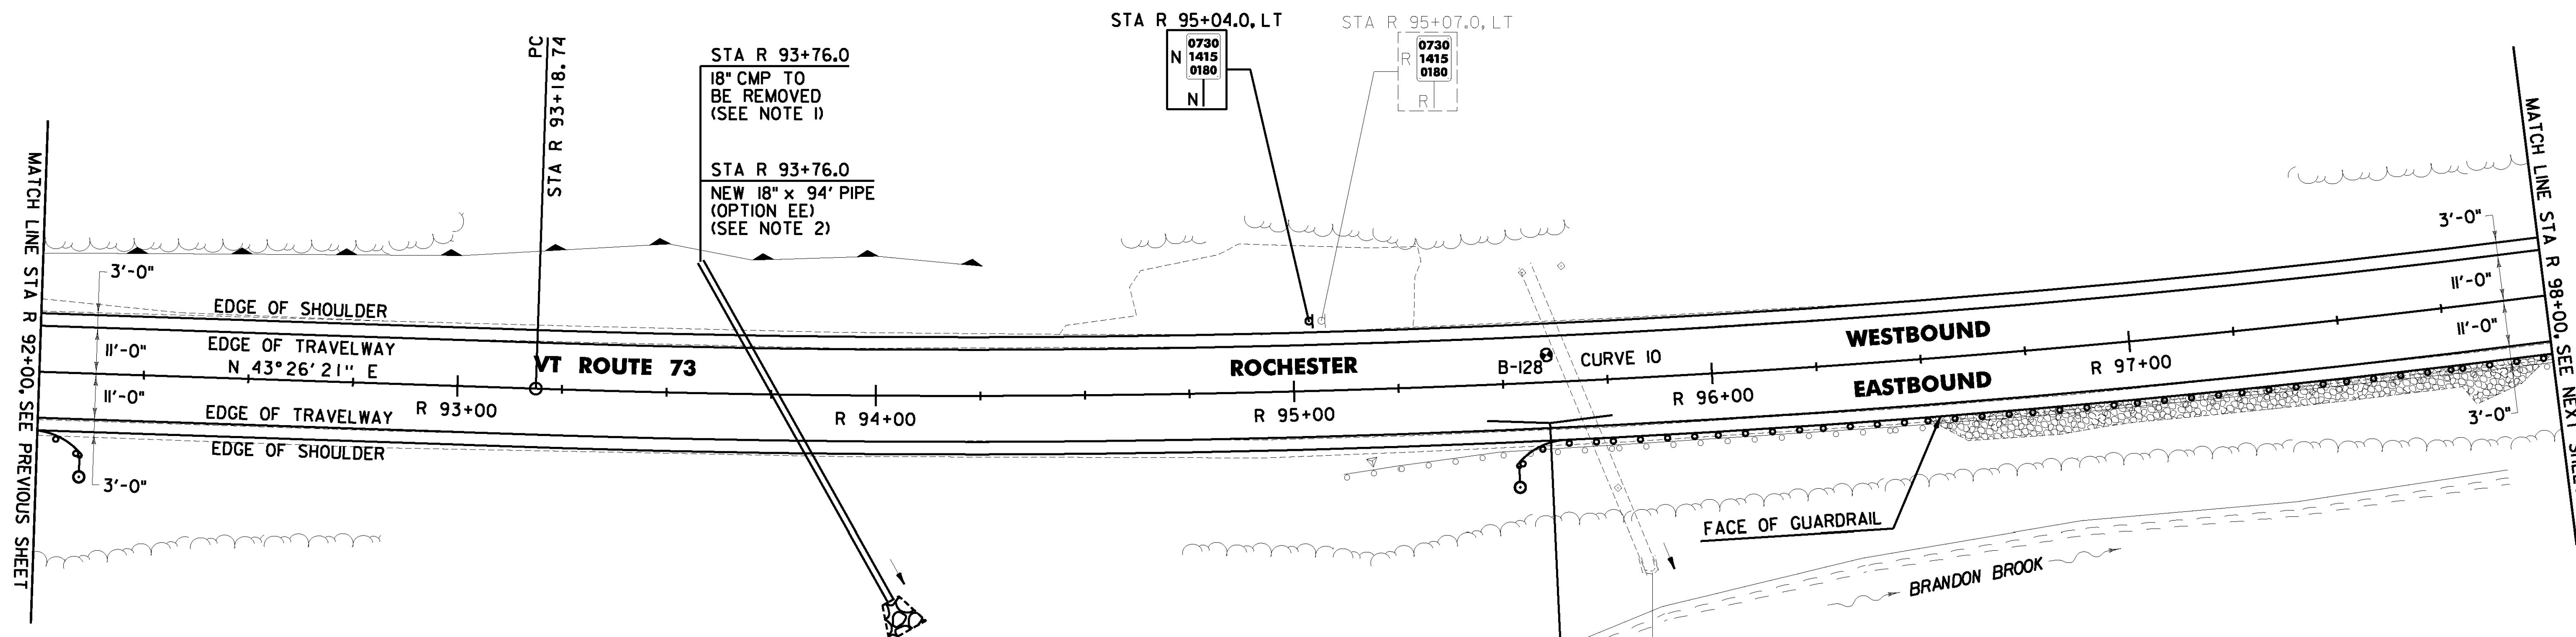 STA R 95+04.0, LT
N
0730
1415
0180
N
STA R 95+07.0, LT
R
0730
1415
0180
R
PC
STA R 93+18.74
STA R 93+76.0
18" CMP TO
BE REMOVED
(SEE NOTE 1)
STA R 93+76.0
NEW 18" x 94' PIPE
(OPTION EE)
(SEE NOTE 2)
MATCH LINE STA R 92+00, SEE PREVIOUS SHEET
3'-0"
EDGE OF SHOULDER
11'-0"
EDGE OF TRAVELWAY
N 43°26'21" E
11'-0"
EDGE OF TRAVELWAY
EDGE OF SHOULDER
3'-0"
VT ROUTE 73
ROCHESTER
B-128
CURVE 10
WESTBOUND
EASTBOUND
R 93+00
R 94+00
R 95+00
R 96+00
R 97+00
3'-0"
11'-0"
11'-0"
3'-0"
FACE OF GUARDRAIL
BRANDON BROOK
MATCH LINE STA R 98+00, SEE NEXT